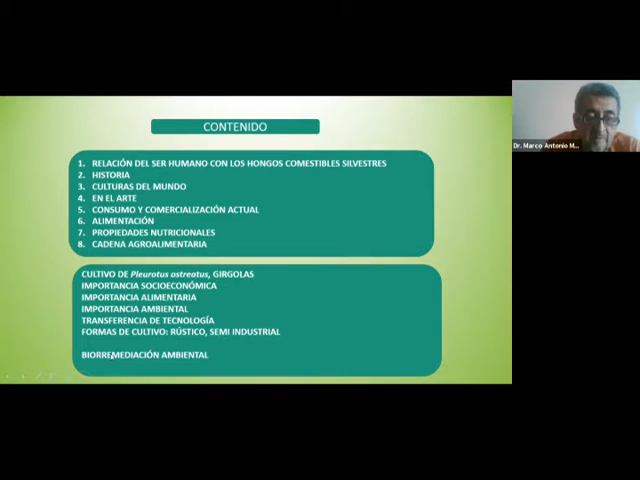 CONTENIDO
1. RELACIÓN DEL SER HUMANO CON LOS HONGOS COMESTIBLES SILVESTRES
2. HISTORIA
3. CULTURAS DEL MUNDO
4. EN EL ARTE
5. CONSUMO Y COMERCIALIZACIÓN ACTUAL
6. ALIMENTACIÓN
7. PROPIEDADES NUTRICIONALES
8. CADENA AGROALIMENTARIA
CULTIVO DE Pleurotus ostreatus, GIRGOLAS
IMPORTANCIA SOCIOECONÓMICA
IMPORTANCIA ALIMENTARIA
IMPORTANCIA AMBIENTAL
TRANSFERENCIA DE TECNOLOGÍA
FORMAS DE CULTIVO: RÚSTICO, SEMI INDUSTRIAL
BIORREMEDIACIÓN AMBIENTAL
Dr. Marco Antonio M...